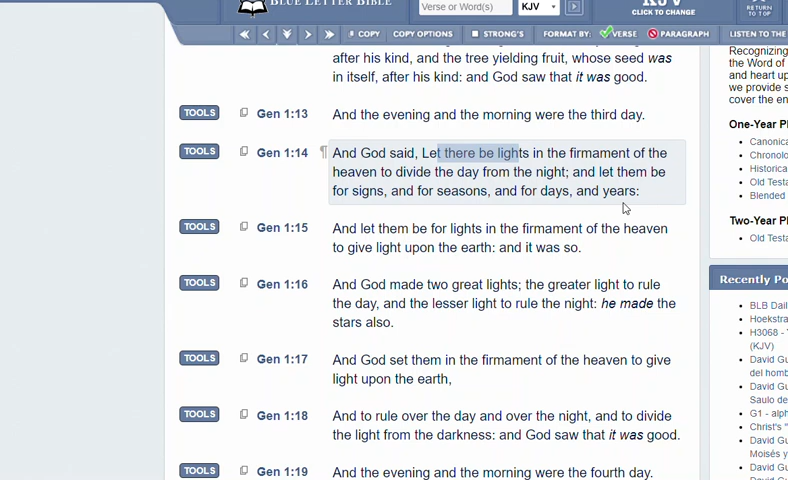 BLUE LETTER BIBLE
Verse or Word(s)
KJV
KJV
CLICK TO CHANGE
RETURN
TO TOP
COPY
COPY OPTIONS
STRONG'S
FORMAT BY:
VERSE
PARAGRAPH
LISTEN TO THE
after his kind, and the tree yielding fruit, whose seed was
in itself, after his kind: and God saw that it was good.
TOOLS
Gen 1:13
And the evening and the morning were the third day.
TOOLS
Gen 1:14
¶
And God said, Let there be lights in the firmament of the
heaven to divide the day from the night; and let them be
for signs, and for seasons, and for days, and years:
TOOLS
Gen 1:15
And let them be for lights in the firmament of the heaven
to give light upon the earth: and it was so.
TOOLS
Gen 1:16
And God made two great lights; the greater light to rule
the day, and the lesser light to rule the night: he made the
stars also.
TOOLS
Gen 1:17
And God set them in the firmament of the heaven to give
light upon the earth,
TOOLS
Gen 1:18
And to rule over the day and over the night, and to divide
the light from the darkness: and God saw that it was good.
TOOLS
Gen 1:19
And the evening and the morning were the fourth day.
Recognizing
the Word of
and heart up
we provide s
cover the en
One-Year Pl
Canonica
Chronolo
Historica
Old Testa
Blended
Two-Year Pl
Old Testa
Recently Po
BLB Dail
Hoekstra
H3068 - Y
(KJV)
David Gu
del homb
David Gu
Saulo de
G1 - alph
Christ's "
David Gu
Moisés y
David Gu